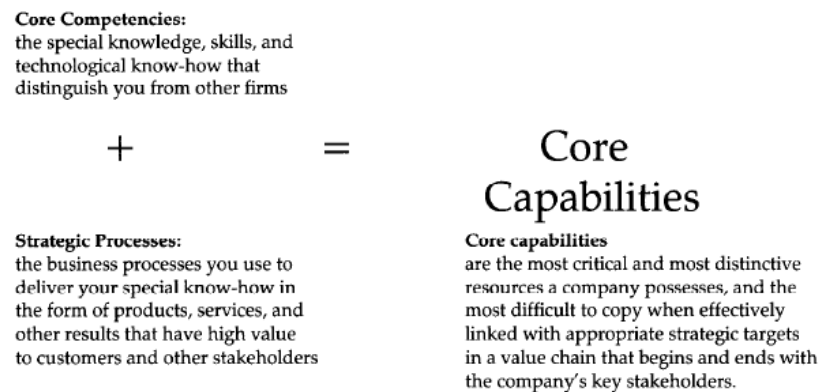 Core Competencies:
the special knowledge, skills, and
technological know-how that
distinguish you from other firms
+ =
Core
Capabilities
Strategic Processes:
the business processes you use to
deliver your special know-how in
the form of products, services, and
other results that have high value
to customers and other stakeholders
Core capabilities
are the most critical and most distinctive
resources a company possesses, and the
most difficult to copy when effectively
linked with appropriate strategic targets
in a value chain that begins and ends with
the company's key stakeholders.